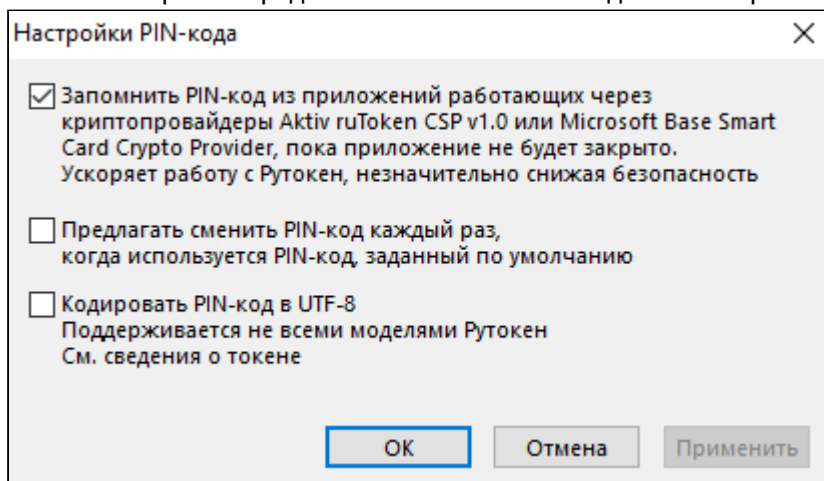 Настройки PIN-кода
Запомнить PIN-код из приложений работающих через
криптопровайдеры Aktiv ruToken CSP v1.0 или Microsoft Base Smart
Card Crypto Provider, пока приложение не будет закрыто.
Ускоряет работу с Рутокен, незначительно снижая безопасность
Предлагать сменить PIN-код каждый раз,
когда используется PIN-код, заданный по умолчанию
Кодировать PIN-код в UTF-8
Поддерживается не всеми моделями Рутокен
См. сведения о токене
ОК
Отмена
Применить